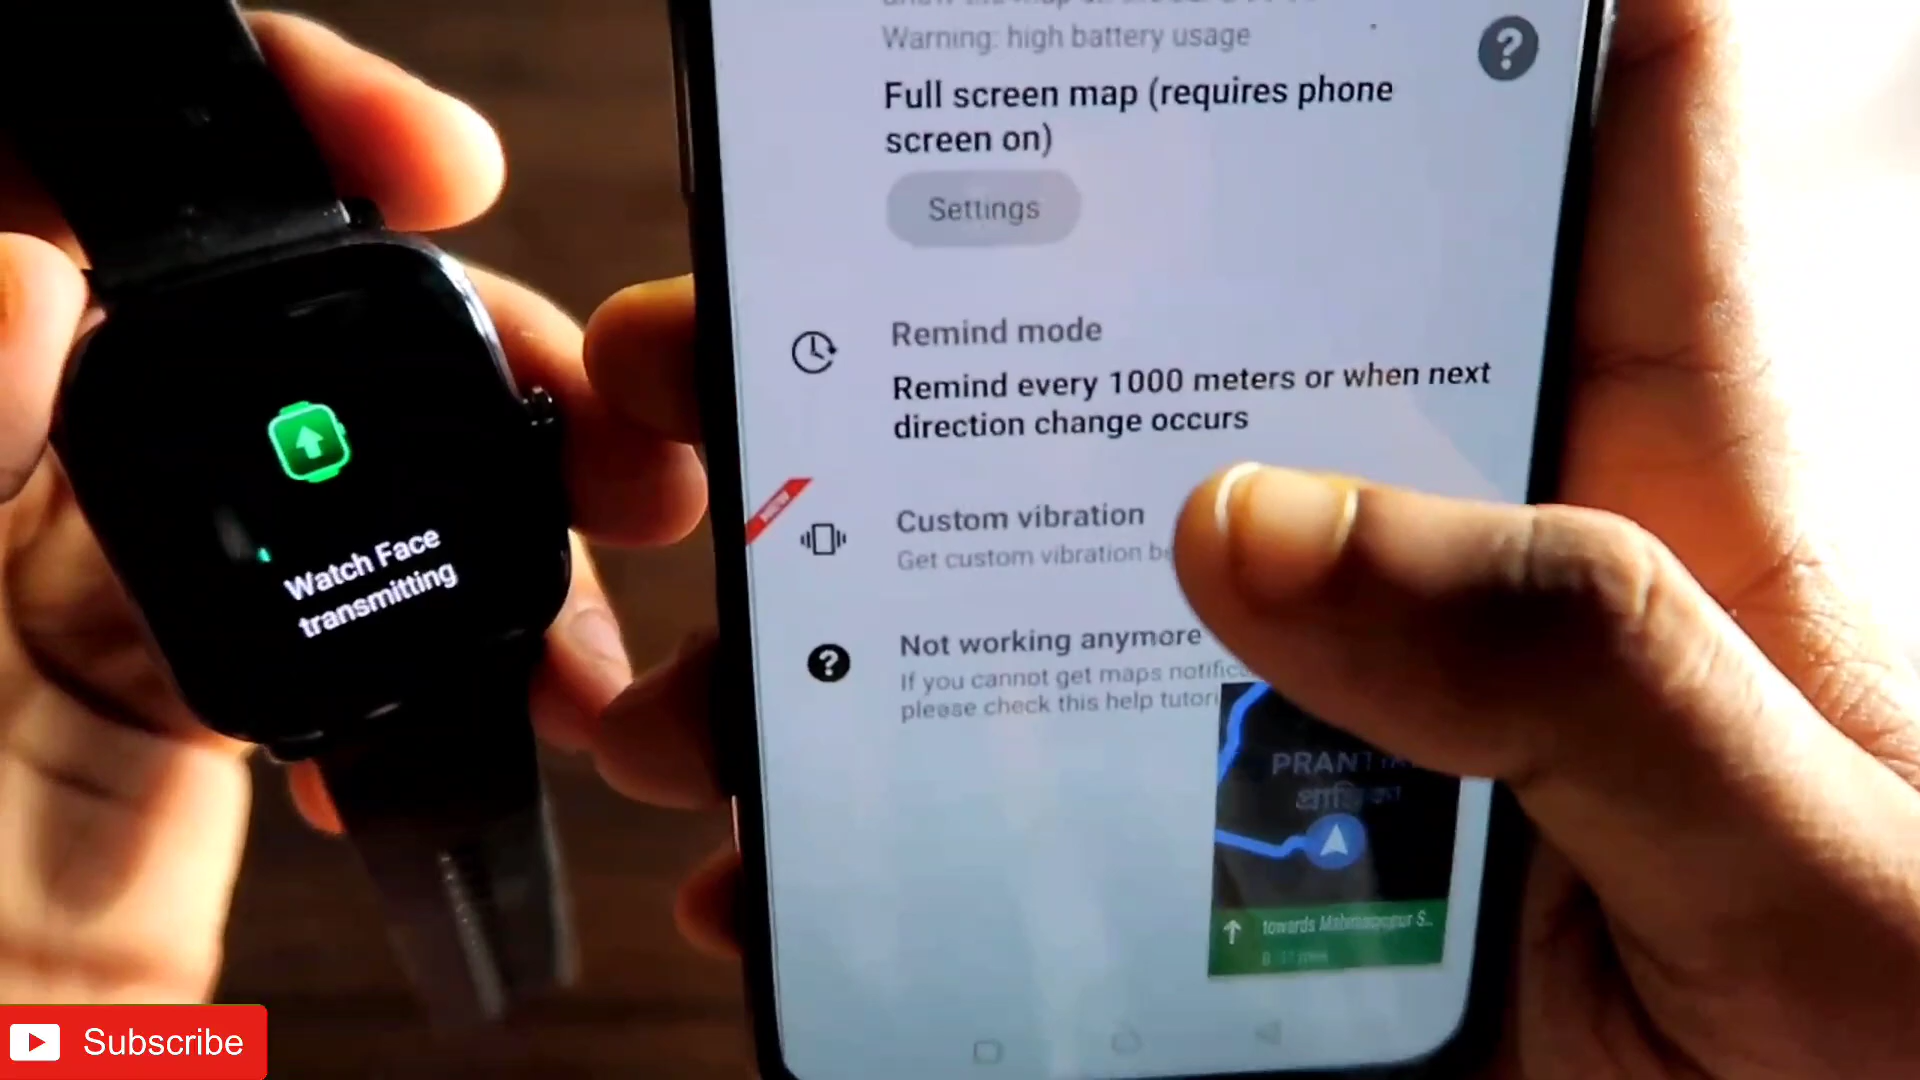 Warning: high battery usage
Full screen map (requires phone
screen on)
Settings
Remind mode
Remind every 1000 meters or when next
direction change occurs
NEW
Custom vibration
Get custom vibration
Not working anymore
If you cannot get maps
please check this help
Watch Face
transmitting
towards
Subscribe